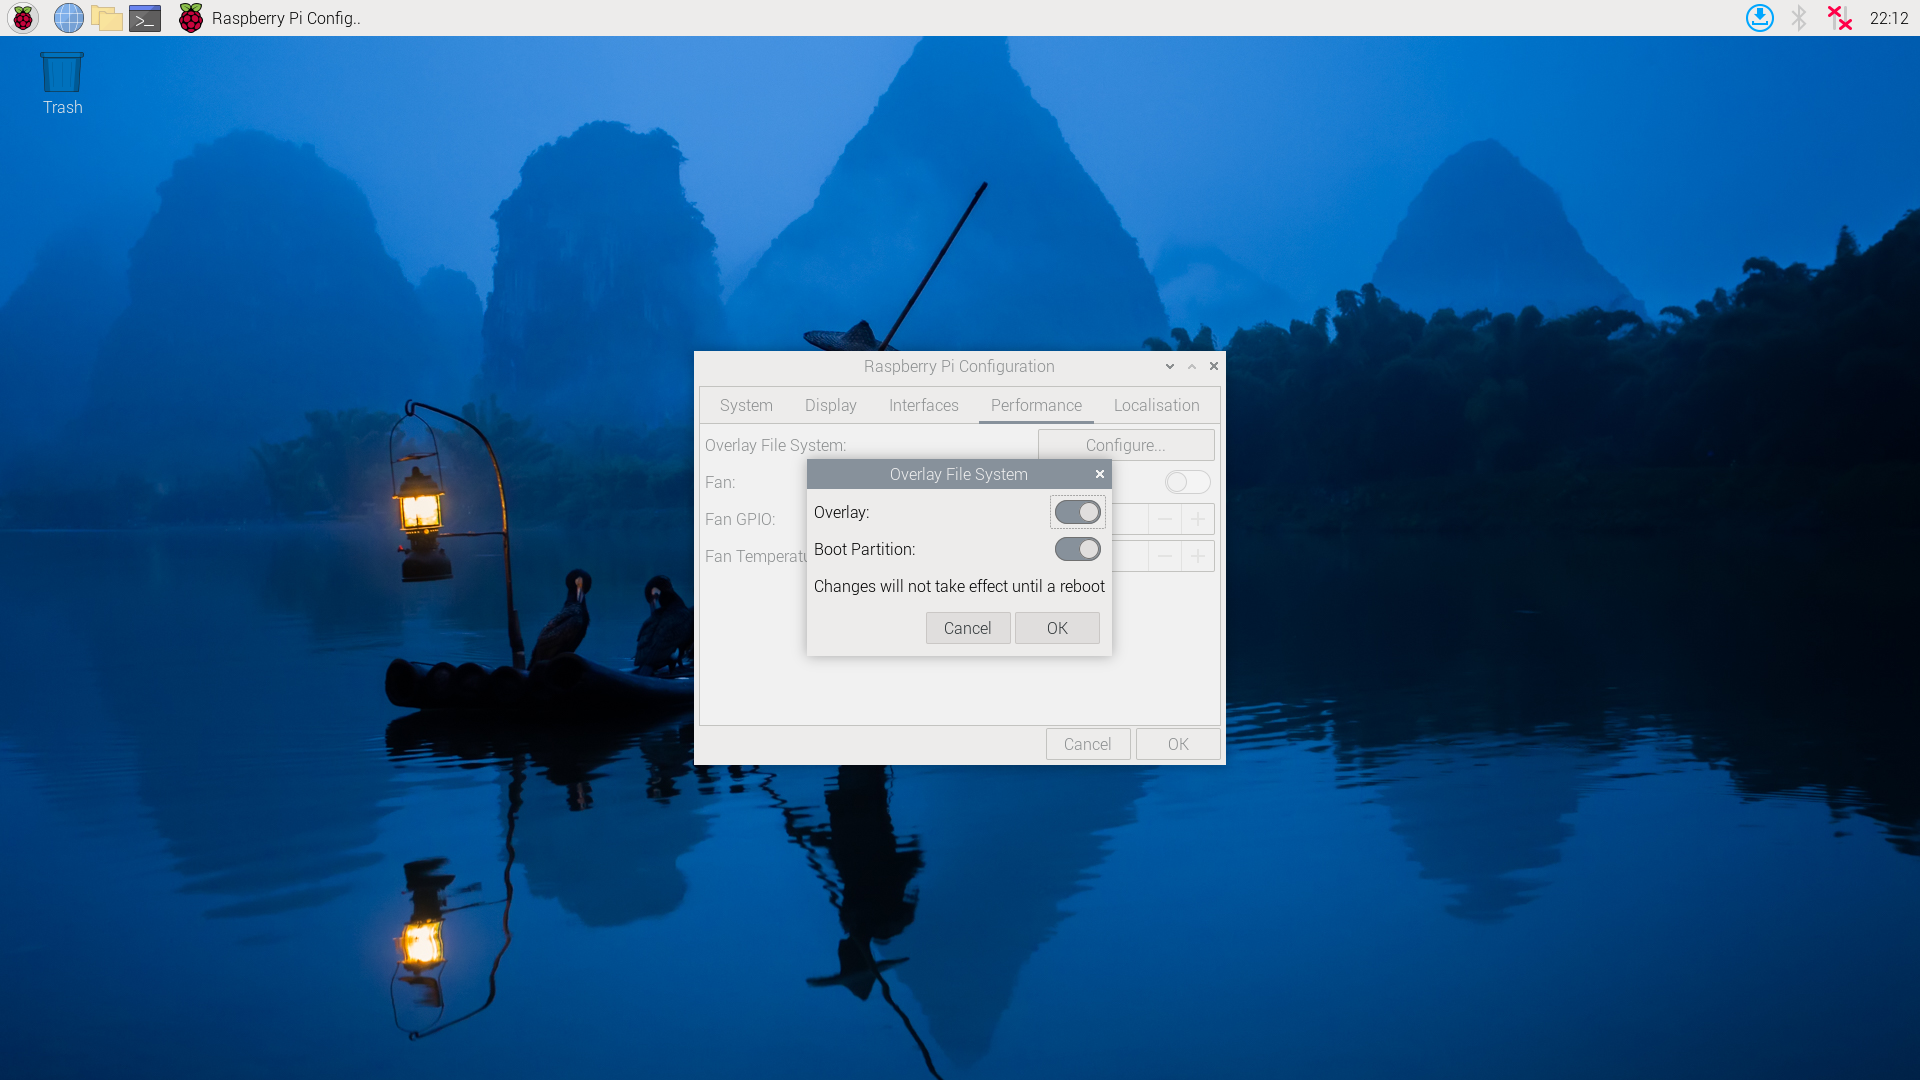 Raspberry Pi Config..
22:12
Trash
Raspberry Pi Configuration
System Display Interfaces Performance Localisation
Overlay File System: Configure...
Fan:
Fan GPIO:
Fan Temperatu
Overlay File System
Overlay:
Boot Partition:
Changes will not take effect until a reboot
Cancel OK
Cancel OK